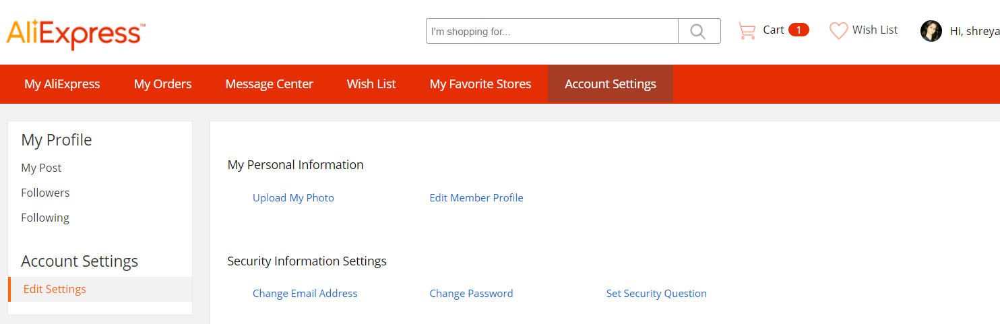 AliExpress™
I'm shopping for...
Cart 1
Wish List
Hi, shreya
My AliExpress
My Orders
Message Center
Wish List
My Favorite Stores
Account Settings
My Profile
My Post
Followers
Following
Account Settings
Edit Settings
My Personal Information
Upload My Photo
Edit Member Profile
Security Information Settings
Change Email Address
Change Password
Set Security Question